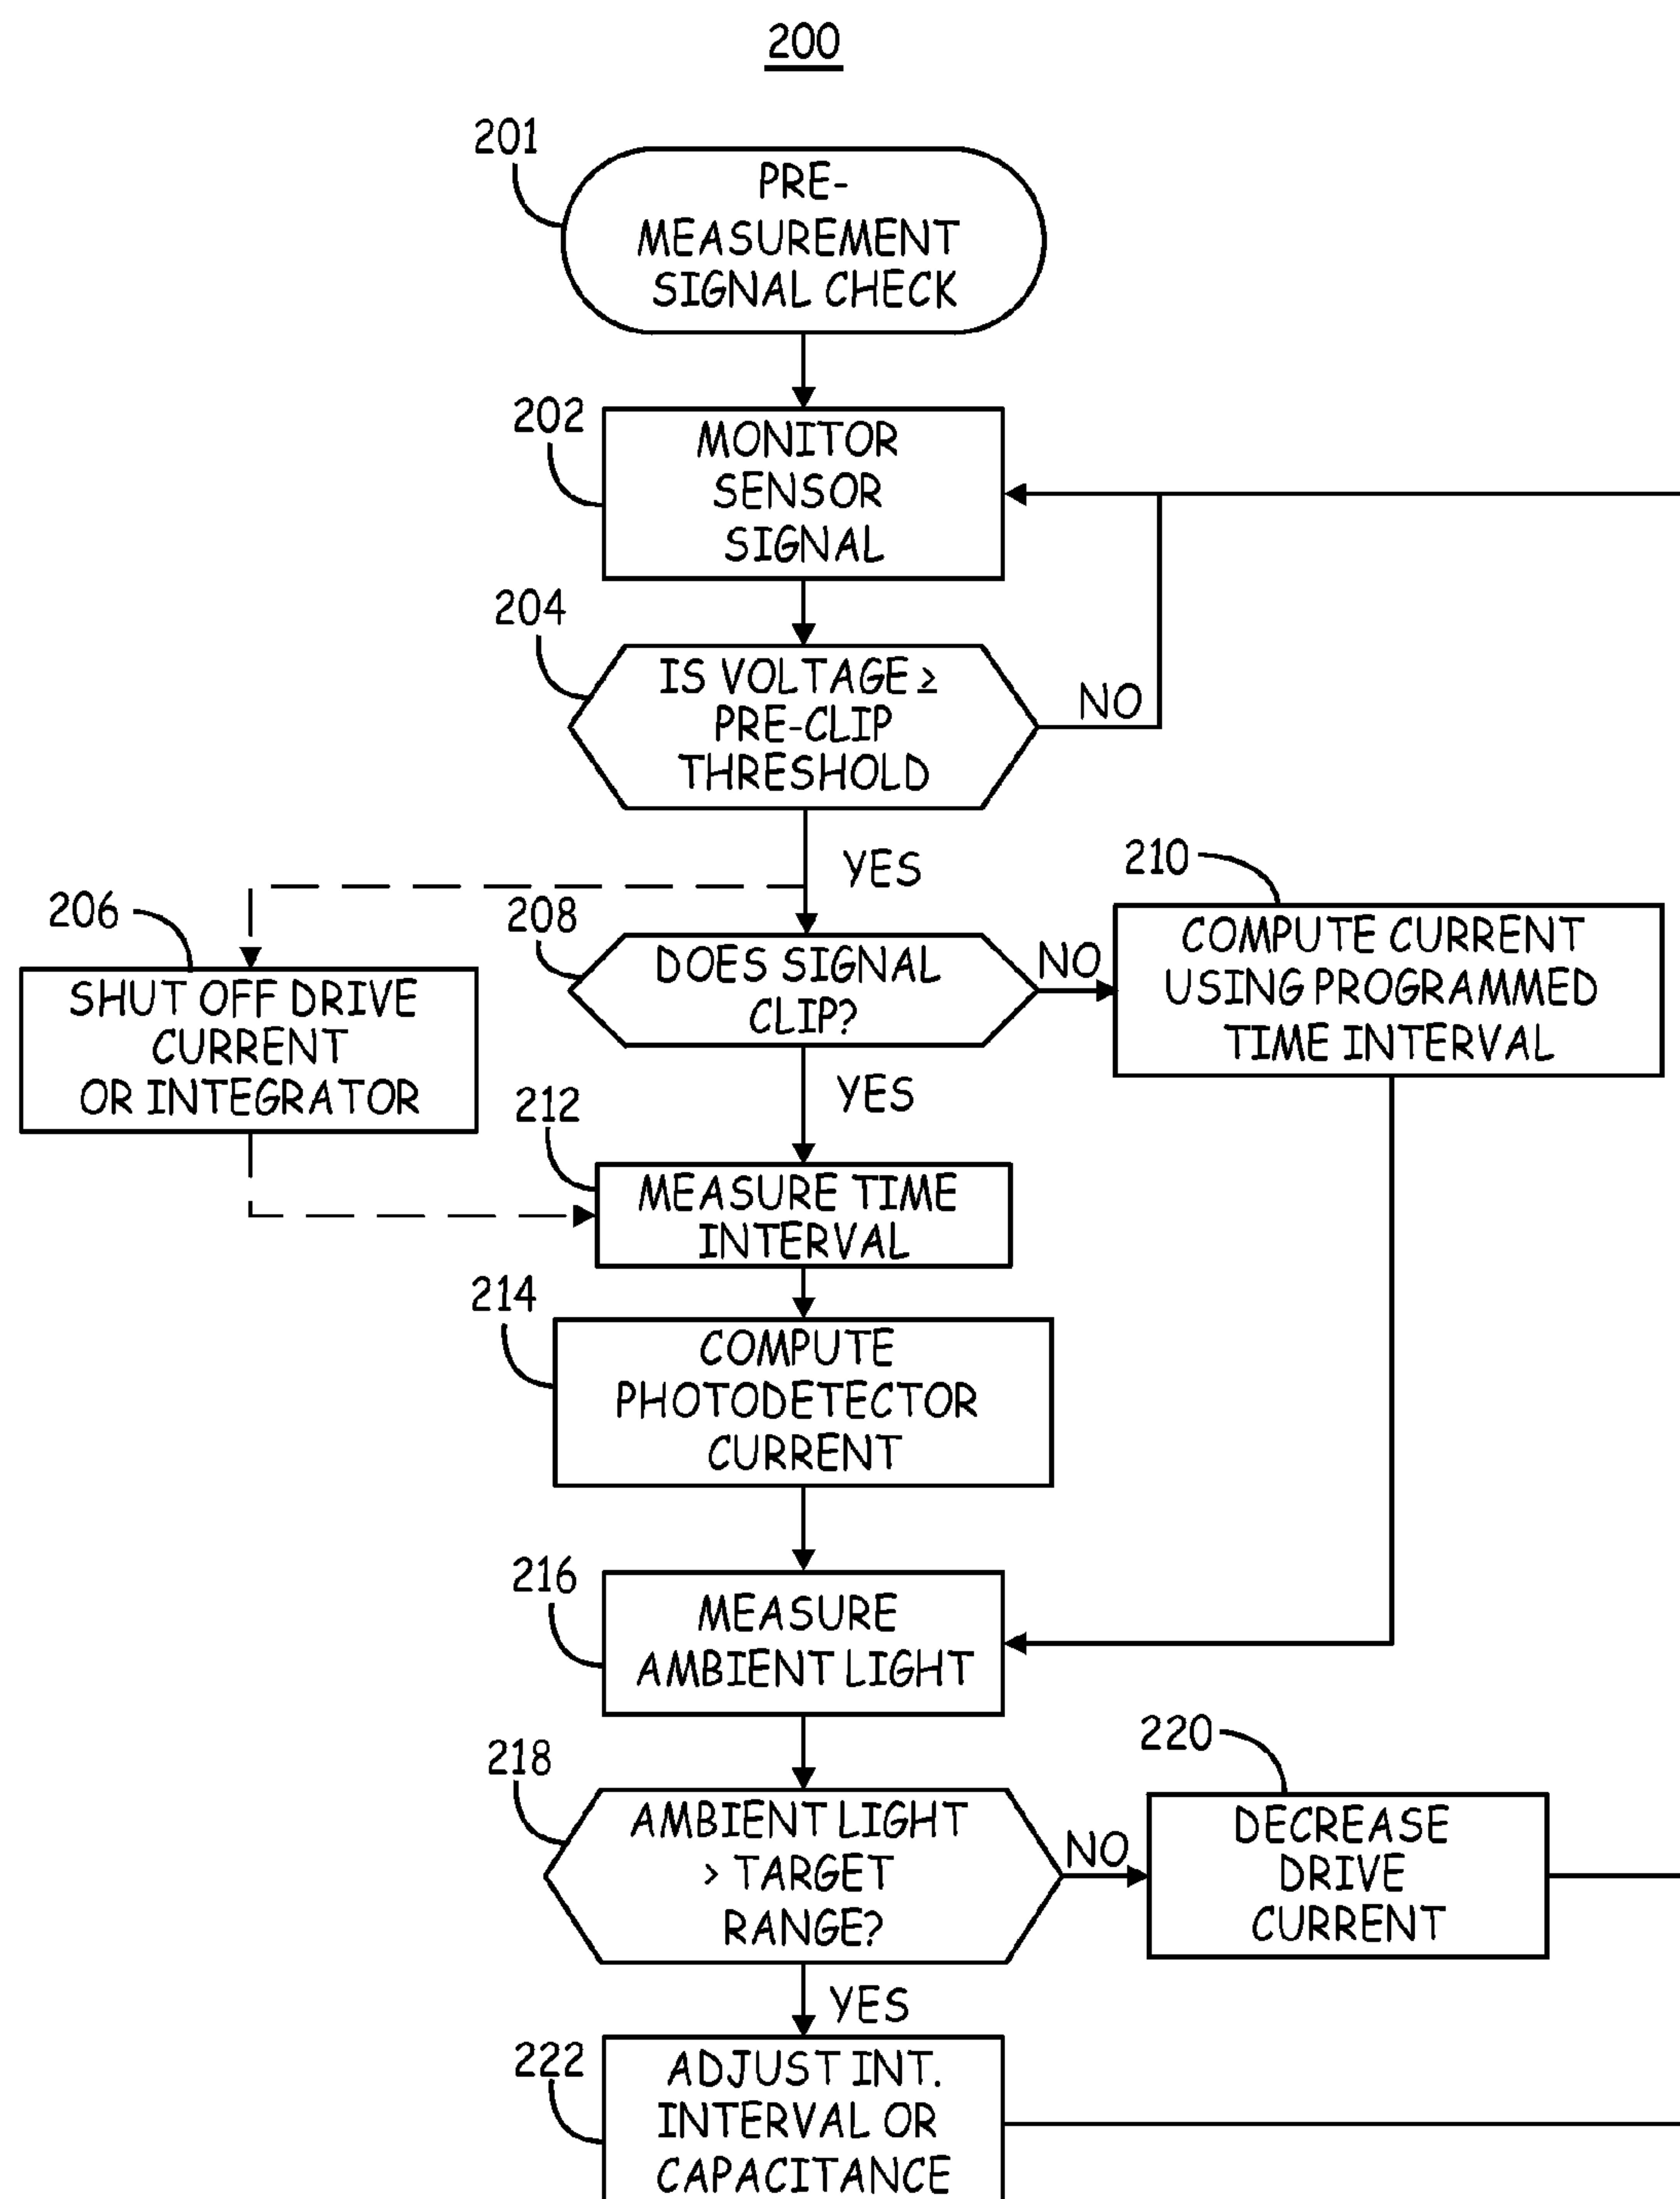 200
201
PRE-
MEASUREMENT
SIGNAL CHECK
202
MONITOR
SENSOR
SIGNAL
204
IS VOLTAGE ≥
PRE-CLIP
THRESHOLD
NO
YES
206
SHUT OFF DRIVE
CURRENT
OR INTEGRATOR
208
DOES SIGNAL
CLIP?
NO
210
COMPUTE CURRENT
USING PROGRAMMED
TIME INTERVAL
YES
212
MEASURE TIME
INTERVAL
214
COMPUTE
PHOTODETECTOR
CURRENT
216
MEASURE
AMBIENT LIGHT
218
AMBIENT LIGHT
> TARGET
RANGE?
NO
220
DECREASE
DRIVE
CURRENT
YES
222
ADJUST INT.
INTERVAL OR
CAPACITANCE